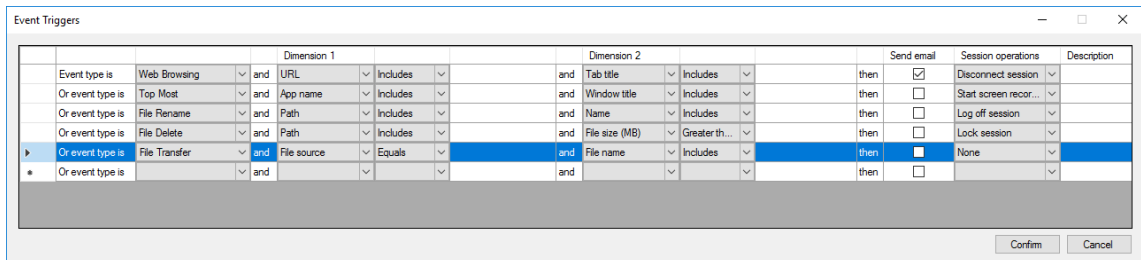 Event Triggers
Dimension 1 Dimension 2 Send email Session operations Description
Event type is Web Browsing and URL Includes and Tab title Includes then Disconnect session
Or event type is Top Most and App name Includes and Window title Includes then Start screen recor...
Or event type is File Rename and Path Includes and Name Includes then Log off session
Or event type is File Delete and Path Includes and File size (MB) Greater th... then Lock session
Or event type is File Transfer and File source Equals and File name Includes then None
Or event type is and and then
Confirm Cancel